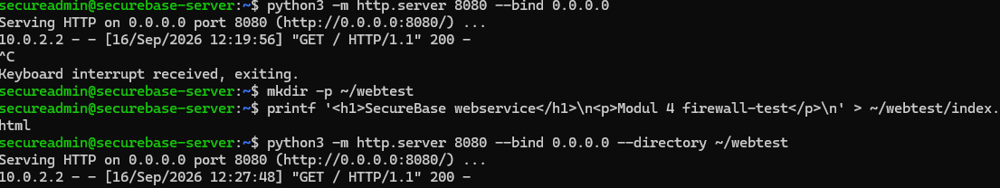 secureadmin@securebase-server:~$ python3 -m http.server 8080 --bind 0.0.0.0
Serving HTTP on 0.0.0.0 port 8080 (http://0.0.0.0:8080/) ...
10.0.2.2 - - [16/Sep/2026 12:19:56] "GET / HTTP/1.1" 200 -
^C
Keyboard interrupt received, exiting.
secureadmin@securebase-server:~$ mkdir -p ~/webtest
secureadmin@securebase-server:~$ printf '<h1>SecureBase webservice</h1>\n<p>Modul 4 firewall-test</p>\n' > ~/webtest/index.
html
secureadmin@securebase-server:~$ python3 -m http.server 8080 --bind 0.0.0.0 --directory ~/webtest
Serving HTTP on 0.0.0.0 port 8080 (http://0.0.0.0:8080/) ...
10.0.2.2 - - [16/Sep/2026 12:27:48] "GET / HTTP/1.1" 200 -